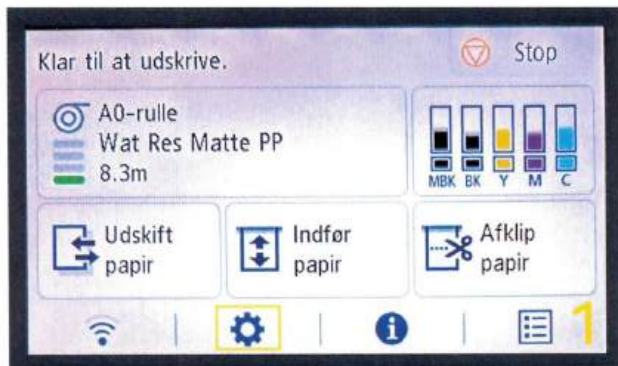 Klar til at udskrive.
Stop
A0-rulle
Wat Res Matte PP
8.3m
MBK BK Y M C
Udskift
papir
Indfør
papir
Afklip
papir
1